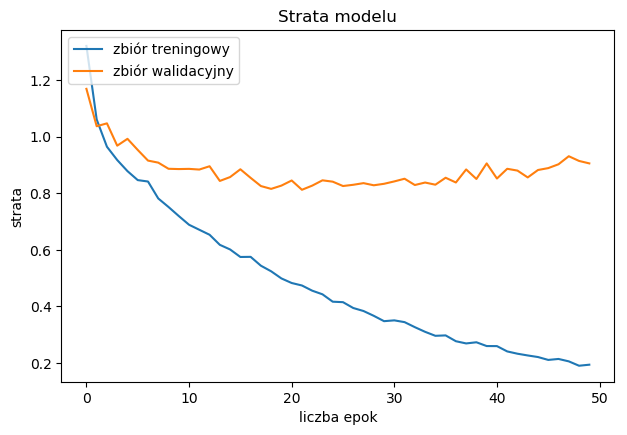 Strata modelu
zbiór treningowy
zbiór walidacyjny
strata
1.2
1.0
0.8
0.6
0.4
0.2
0
10
20
30
40
50
liczba epok